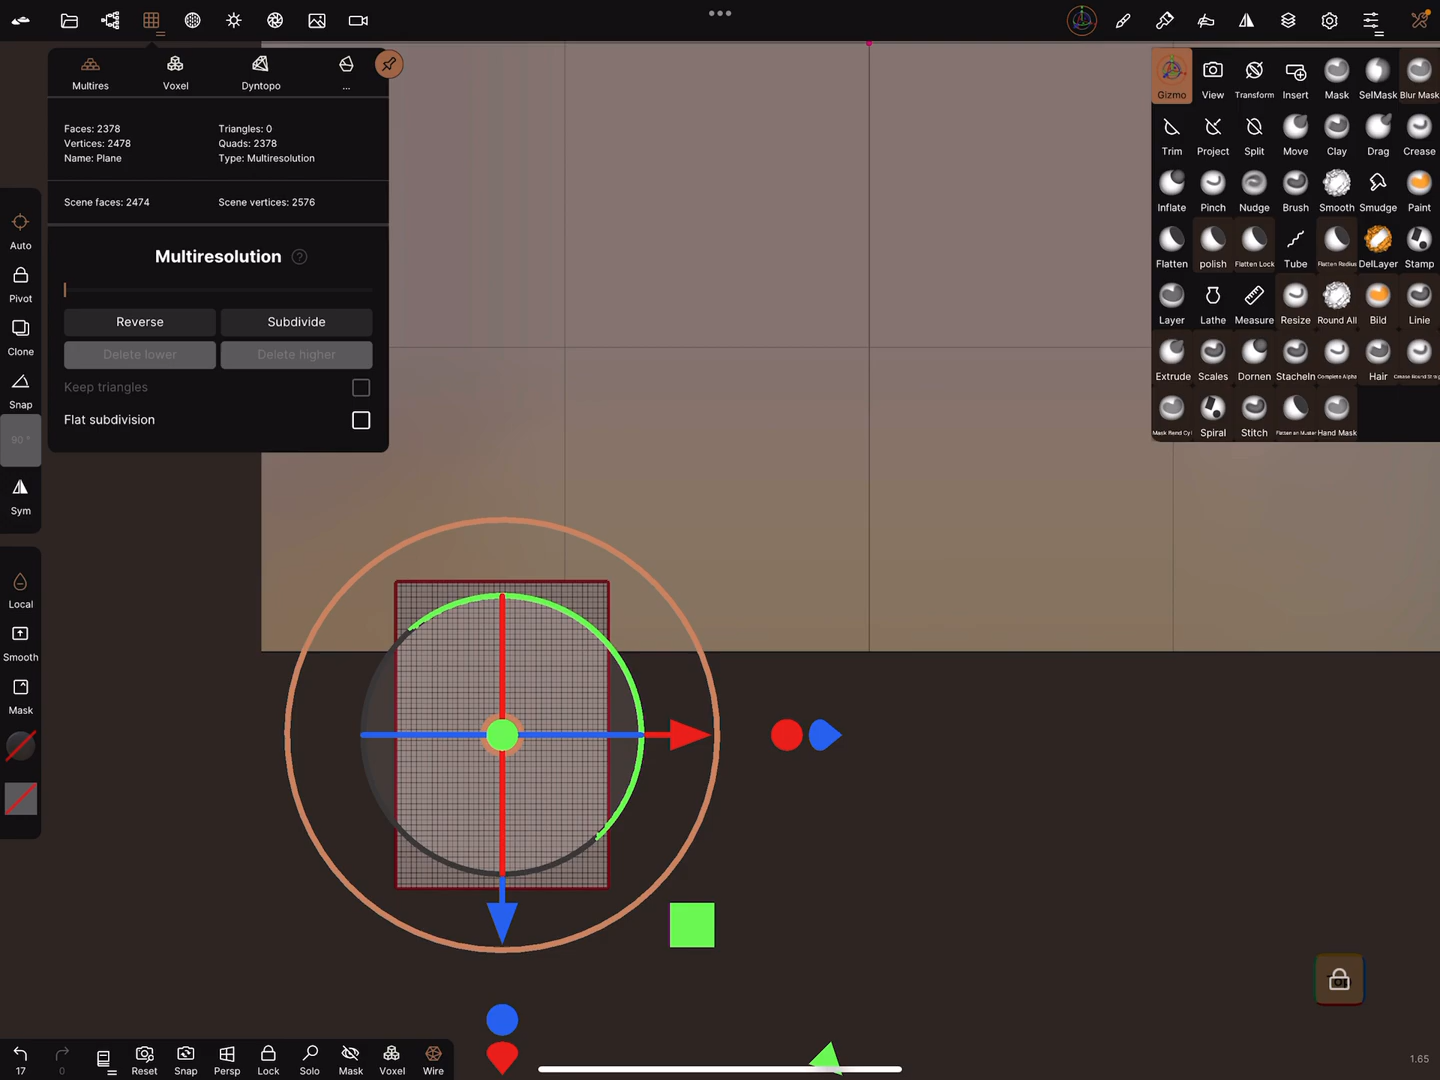 Multires Voxel Dyntopo ...
Faces: 2378 Triangles: 0
Vertices: 2478 Quads: 2378
Name: Plane Type: Multiresolution
Scene faces: 2474 Scene vertices: 2576
Multiresolution ?
Reverse Subdivide
Delete lower Delete higher
Keep triangles
Flat subdivision
Auto
Pivot
Clone
Snap
90 °
Sym
Local
Smooth
Mask
Gizmo View Transform Insert Mask SelMask Blur Mask
Trim Project Split Move Clay Drag Crease
Inflate Pinch Nudge Brush Smooth Smudge Paint
Flatten polish Flatten Lock Tube Flatten Radius DelLayer Stamp
Layer Lathe Measure Resize Round All Bild Linie
Extrude Scales Dornen Stacheln Complete Alpha Hair
Spiral Stitch Hand Mask
17 0 Reset Snap Persp Lock Solo Mask Voxel Wire
1.65